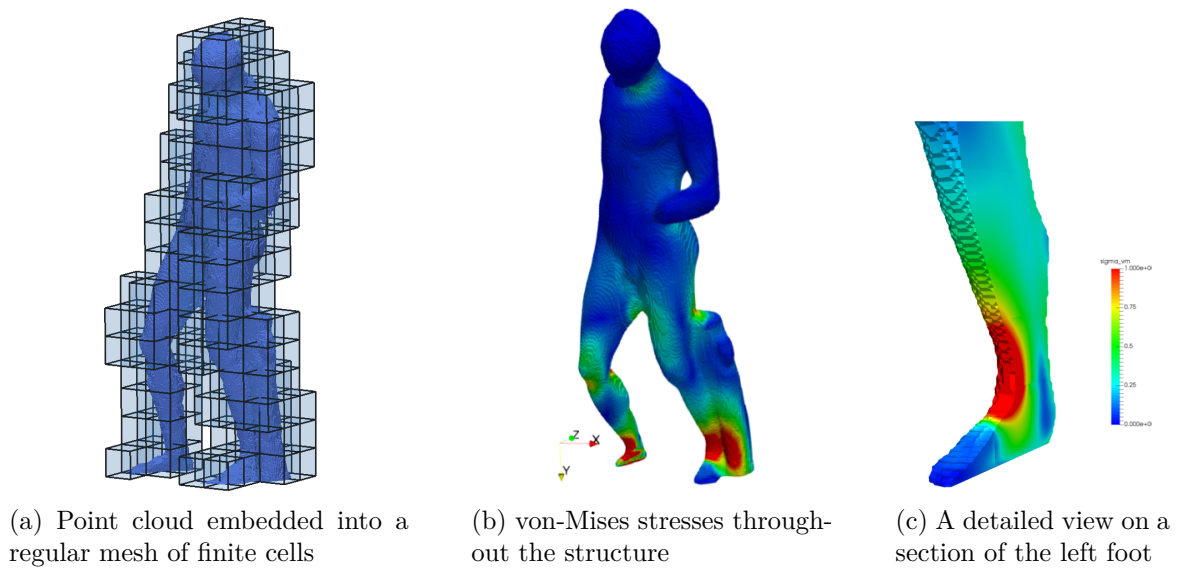 Z
X
Y
sigma_vm
1.000e+0
0.75
0.5
0.25
0.000e+0
(a) Point cloud embedded into a
regular mesh of finite cells
(b) von-Mises stresses through-
out the structure
(c) A detailed view on a
section of the left foot